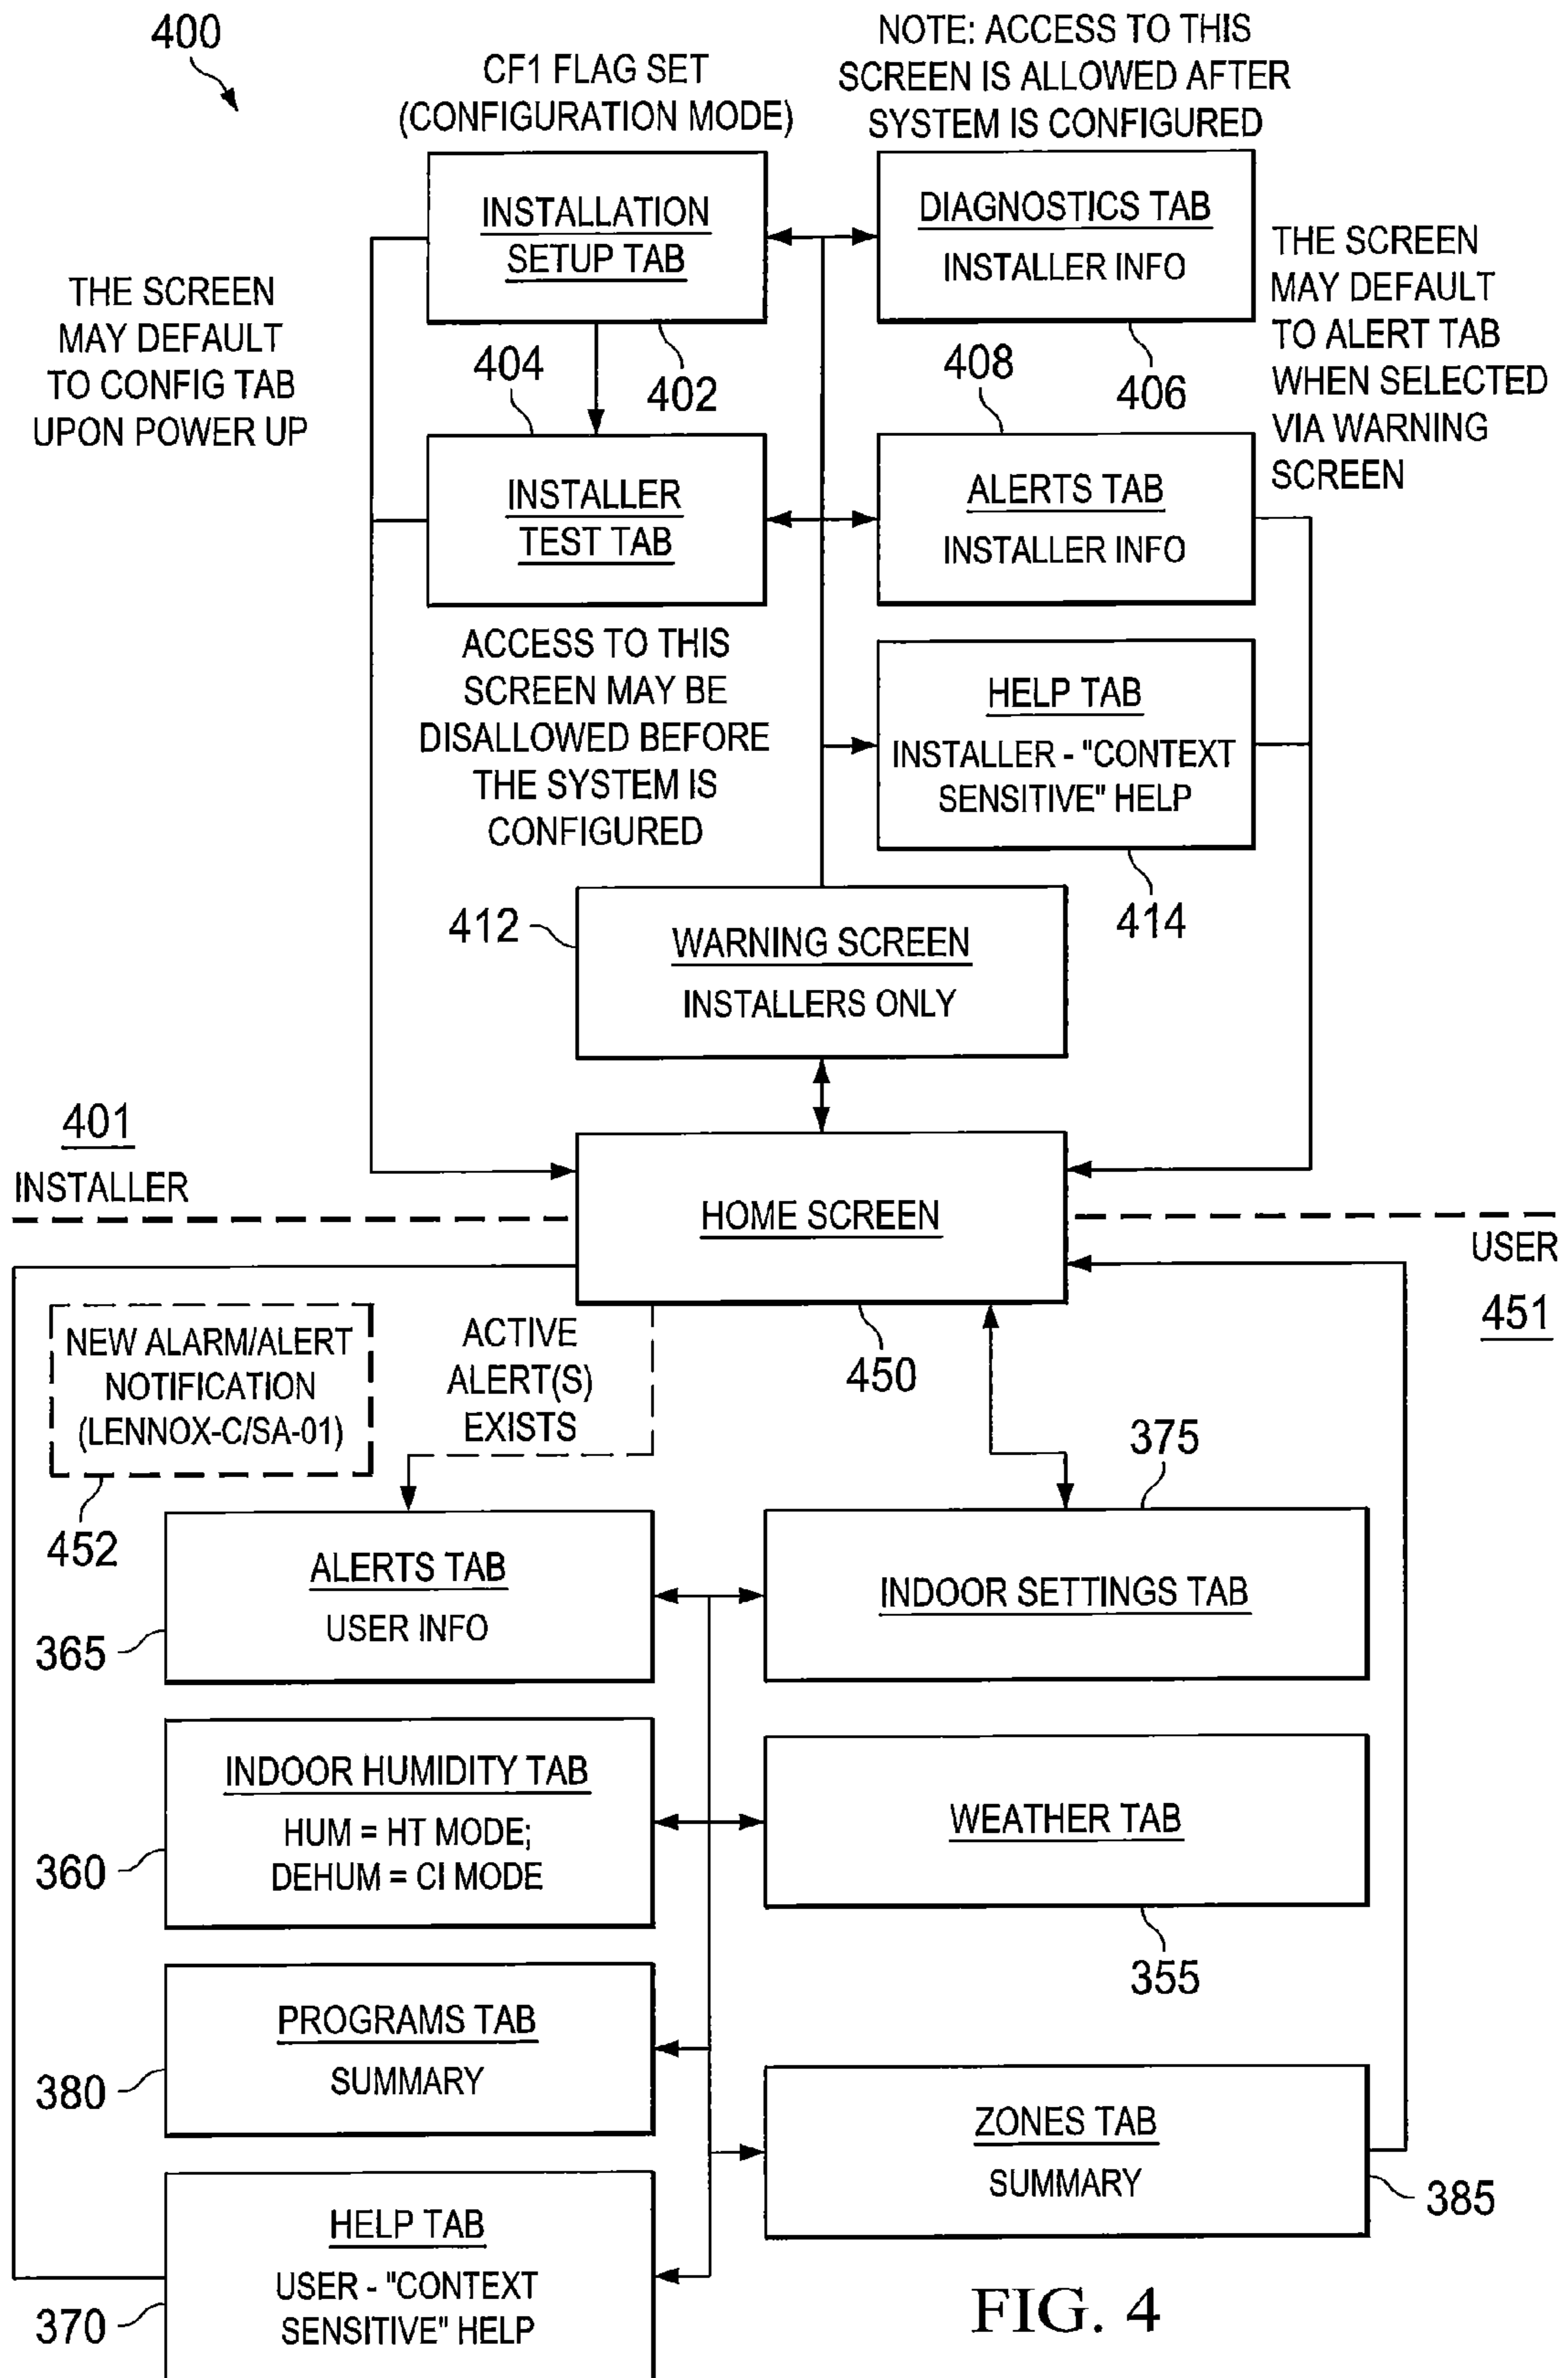 400
CF1 FLAG SET
(CONFIGURATION MODE)
NOTE: ACCESS TO THIS
SCREEN IS ALLOWED AFTER
SYSTEM IS CONFIGURED
INSTALLATION
SETUP TAB
DIAGNOSTICS TAB
INSTALLER INFO
THE SCREEN
MAY DEFAULT
TO CONFIG TAB
UPON POWER UP
THE SCREEN
MAY DEFAULT
TO ALERT TAB
WHEN SELECTED
VIA WARNING
SCREEN
404
402
408
406
INSTALLER
TEST TAB
ALERTS TAB
INSTALLER INFO
ACCESS TO THIS
SCREEN MAY BE
DISALLOWED BEFORE
THE SYSTEM IS
CONFIGURED
HELP TAB
INSTALLER - "CONTEXT
SENSITIVE" HELP
414
412
WARNING SCREEN
INSTALLERS ONLY
401
INSTALLER
HOME SCREEN
USER
451
450
NEW ALARM/ALERT
NOTIFICATION
(LENNOX-C/SA-01)
452
ACTIVE
ALERT(S)
EXISTS
375
ALERTS TAB
USER INFO
365
INDOOR SETTINGS TAB
INDOOR HUMIDITY TAB
HUM = HT MODE;
DEHUM = CI MODE
360
WEATHER TAB
355
PROGRAMS TAB
SUMMARY
380
ZONES TAB
SUMMARY
385
HELP TAB
USER - "CONTEXT
SENSITIVE" HELP
370
FIG. 4